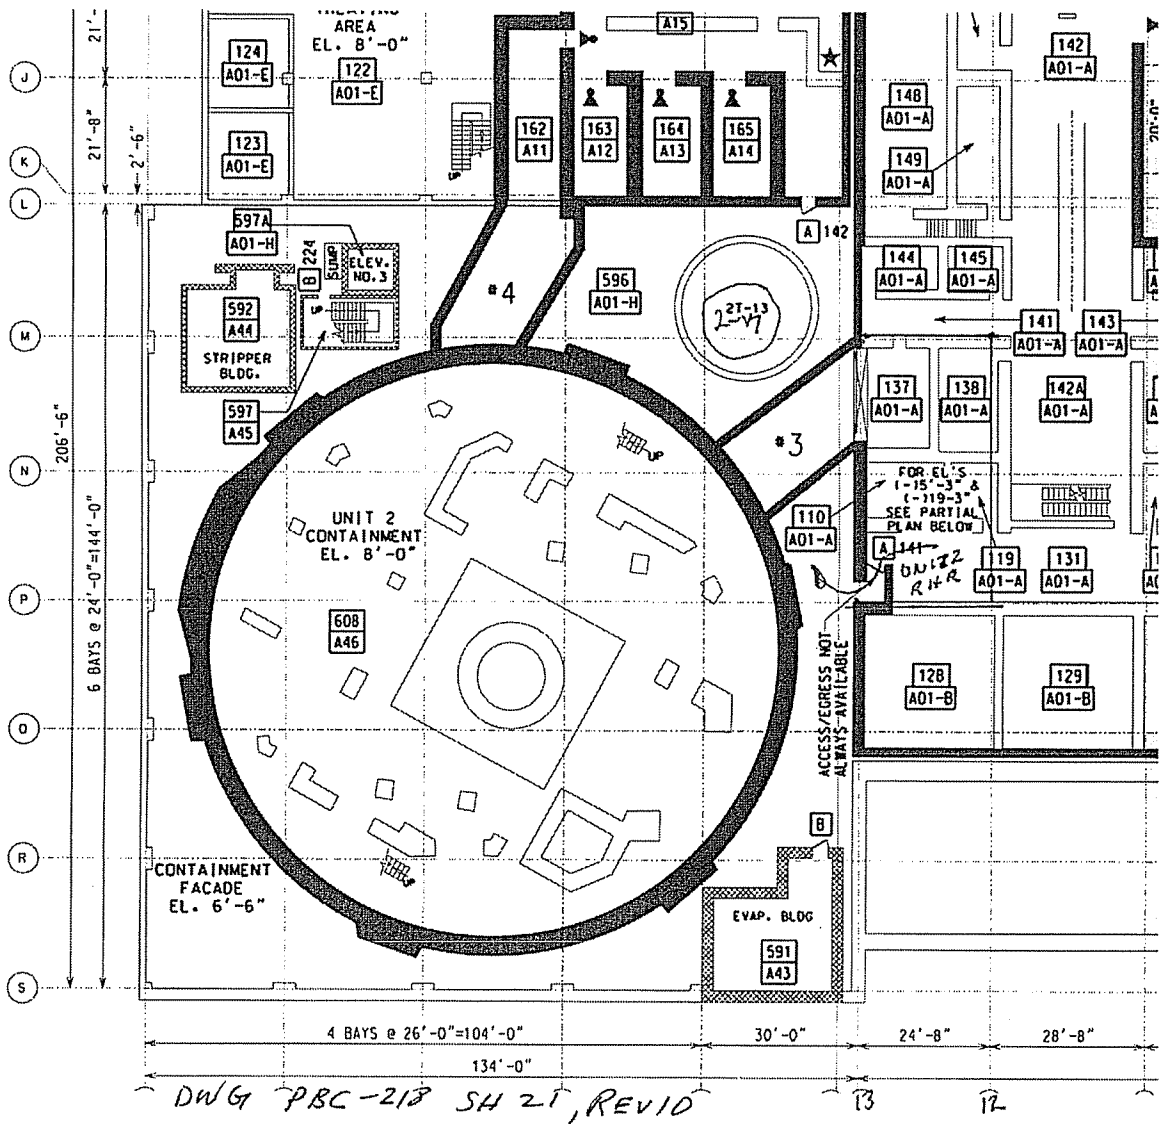 AREA
EL. 8'-0"
122
A01-E
124
A01-E
123
A01-E
21'-
21'-8"
2'-6"
J
K
L
M
N
P
Q
R
S
UP
162
A11
163
A12
164
A13
165
A14
A15
142
A01-A
148
A01-A
149
A01-A
20'-0"
A 142
144
A01-A
145
A01-A
141
A01-A
143
A01-A
137
A01-A
138
A01-A
142A
A01-A
597A
A01-H
B 224
SUMP
ELEV.
NO.3
UP
592
A44
STRIPPER
BLDG.
597
A45
#4
596
A01-H
2T-13
#3
UP
206'-6"
6 BAYS @ 24'-0"=144'-0"
UNIT 2
CONTAINMENT
EL. 8'-0"
608
A46
FOR EL'S
(-)5'-3" &
(-)19-3"
SEE PARTIAL
PLAN BELOW
110
A01-A
A 141
UNIT 2
RHR
119
A01-A
131
A01-A
128
A01-B
129
A01-B
ACCESS/EGRESS NOT
ALWAYS AVAILABLE
B
UP
CONTAINMENT
FACADE
EL. 6'-6"
EVAP. BLDG
591
A43
4 BAYS @ 26'-0"=104'-0"
30'-0"
24'-8"
28'-8"
134'-0"
13
12
DWG PBC-218 SH 21, REV10